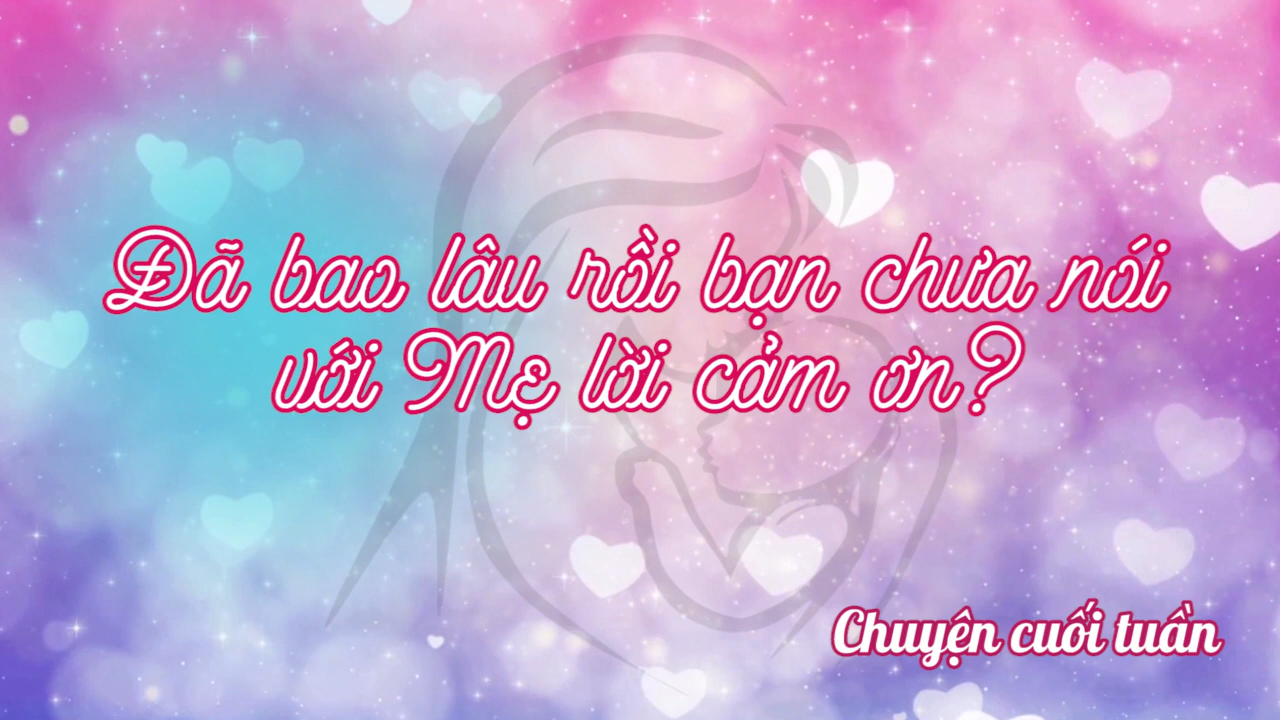 Đã bao lâu rồi bạn chưa nói
với Mẹ lời cảm ơn?
Chuyện cuối tuần